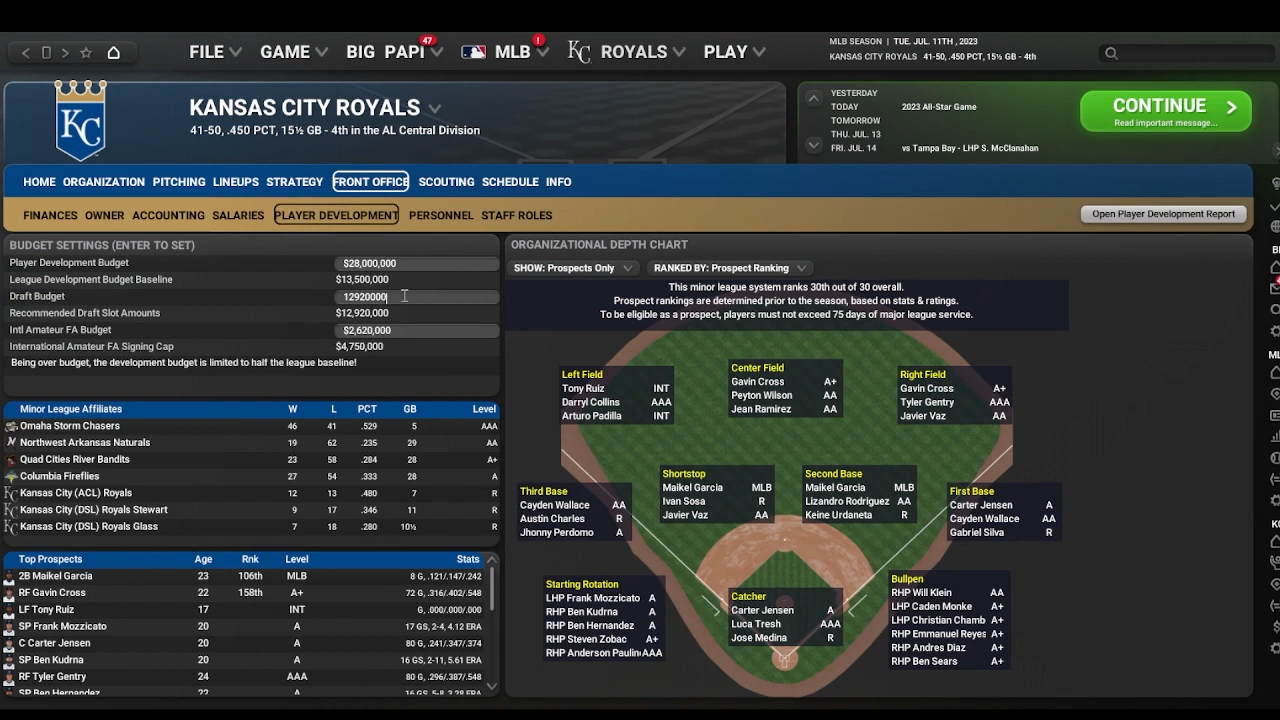 FILE GAME BIG PAPI 47 MLB ! KC ROYALS PLAY
MLB SEASON | TUE. JUL. 11TH , 2023
KANSAS CITY ROYALS 41-50, .450 PCT, 15½ GB - 4th
KC
KANSAS CITY ROYALS
41-50, .450 PCT, 15½ GB - 4th in the AL Central Division
YESTERDAY
TODAY 2023 All-Star Game
TOMORROW
THU. JUL. 13
FRI. JUL. 14 vs Tampa Bay - LHP S. McClanahan
CONTINUE
Read important message...
HOME ORGANIZATION PITCHING LINEUPS STRATEGY FRONT OFFICE SCOUTING SCHEDULE INFO
FINANCES OWNER ACCOUNTING SALARIES PLAYER DEVELOPMENT PERSONNEL STAFF ROLES
Open Player Development Report
BUDGET SETTINGS (ENTER TO SET)
Player Development Budget $28,000,000
League Development Budget Baseline $13,500,000
Draft Budget 12920000
Recommended Draft Slot Amounts $12,920,000
Intl Amateur FA Budget $2,620,000
International Amateur FA Signing Cap $4,750,000
Being over budget, the development budget is limited to half the league baseline!
Minor League Affiliates W L PCT GB Level
Omaha Storm Chasers 46 41 .529 5 AAA
Northwest Arkansas Naturals 19 62 .235 29 AA
Quad Cities River Bandits 23 58 .284 28 A+
Columbia Fireflies 27 54 .333 28 A
Kansas City (ACL) Royals 12 13 .480 7 R
Kansas City (DSL) Royals Stewart 9 17 .346 11 R
Kansas City (DSL) Royals Glass 7 18 .280 10½ R
Top Prospects Age Rnk Level Stats
2B Maikel Garcia 23 106th MLB 8 G, .121/.147/.242
RF Gavin Cross 22 158th A+ 72 G, .316/.402/.548
LF Tony Ruiz 17 INT G, .000/.000/.000
SP Frank Mozzicato 20 A 17 GS, 2-4, 4.12 ERA
C Carter Jensen 20 A 80 G, .241/.347/.374
SP Ben Kudrna 20 A 16 GS, 2-11, 5.61 ERA
RF Tyler Gentry 24 AAA 80 G, .296/.387/.548
SP Ben Hernandez 22 A 16 GS, 5-8, 3.28 ERA
ORGANIZATIONAL DEPTH CHART
SHOW: Prospects Only RANKED BY: Prospect Ranking
This minor league system ranks 30th out of 30 overall.
Prospect rankings are determined prior to the season, based on stats & ratings.
To be eligible as a prospect, players must not exceed 75 days of major league service.
Left Field
Tony Ruiz INT
Darryl Collins AAA
Arturo Padilla INT
Center Field
Gavin Cross A+
Peyton Wilson AA
Jean Ramirez AA
Right Field
Gavin Cross A+
Tyler Gentry AAA
Javier Vaz AA
Third Base
Cayden Wallace AA
Austin Charles R
Jhonny Perdomo A
Shortstop
Maikel Garcia MLB
Ivan Sosa R
Javier Vaz AA
Second Base
Maikel Garcia MLB
Lizandro Rodriguez AA
Keine Urdaneta R
First Base
Carter Jensen A
Cayden Wallace AA
Gabriel Silva R
Starting Rotation
LHP Frank Mozzicato A
RHP Ben Kudrna A
RHP Ben Hernandez A
RHP Steven Zobac A+
RHP Anderson Paulin AAA
Catcher
Carter Jensen A
Luca Tresh AAA
Jose Medina R
Bullpen
RHP Will Klein AA
LHP Caden Monke A+
LHP Christian Chamb A+
RHP Emmanuel Reyes A+
RHP Andres Diaz A+
RHP Ben Sears A+